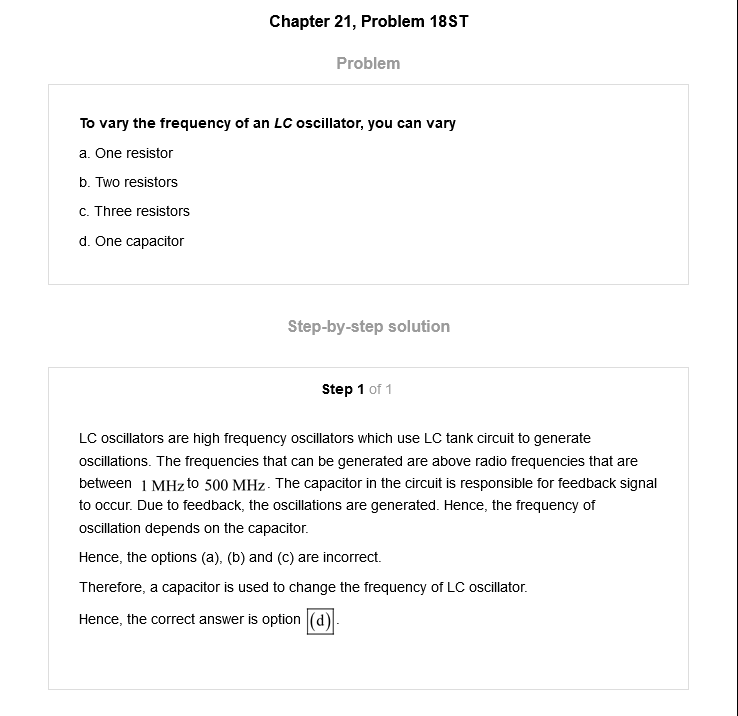 Chapter 21, Problem 18ST
Problem
To vary the frequency of an LC oscillator, you can vary
a. One resistor
b. Two resistors
c. Three resistors
d. One capacitor
Step-by-step solution
Step 1 of 1
LC oscillators are high frequency oscillators which use LC tank circuit to generate
oscillations. The frequencies that can be generated are above radio frequencies that are
between 1 MHz to 500 MHz. The capacitor in the circuit is responsible for feedback signal
to occur. Due to feedback, the oscillations are generated. Hence, the frequency of
oscillation depends on the capacitor.
Hence, the options (a), (b) and (c) are incorrect.
Therefore, a capacitor is used to change the frequency of LC oscillator.
Hence, the correct answer is option (d).